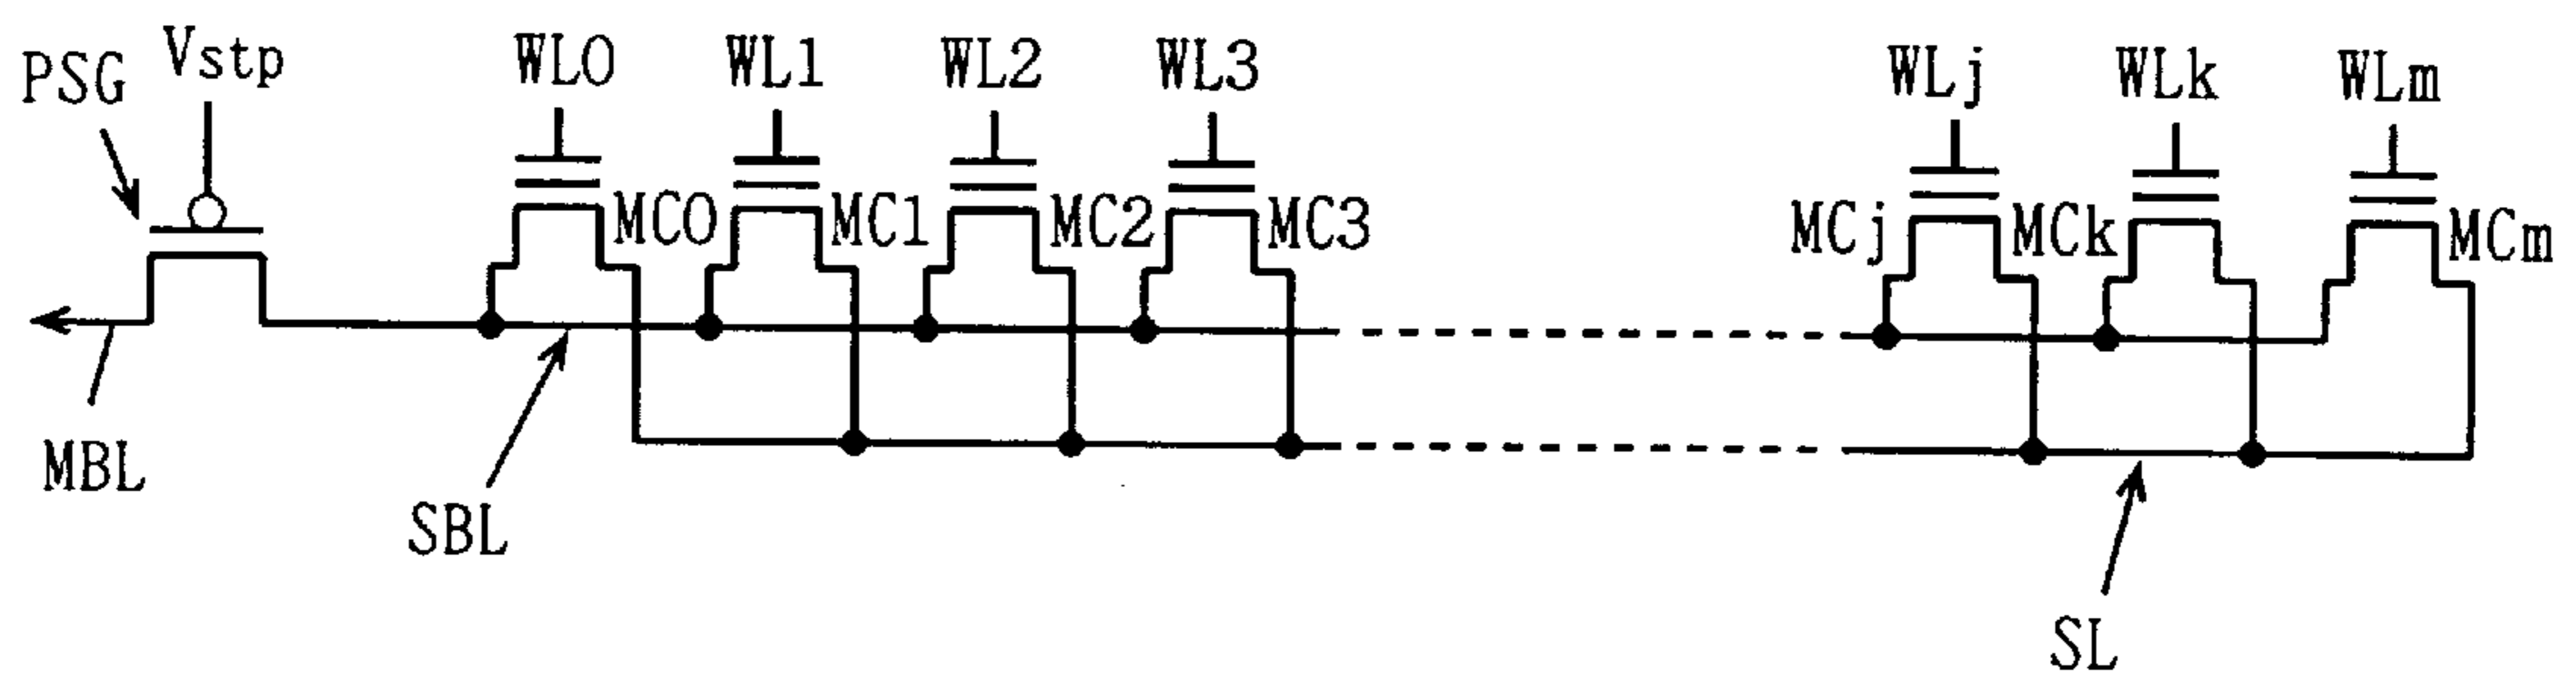 PSG
Vstp
WL0
WL1
WL2
WL3
WLj
WLk
WLm
MC0
MC1
MC2
MC3
MCj
MCk
MCm
MBL
SBL
SL